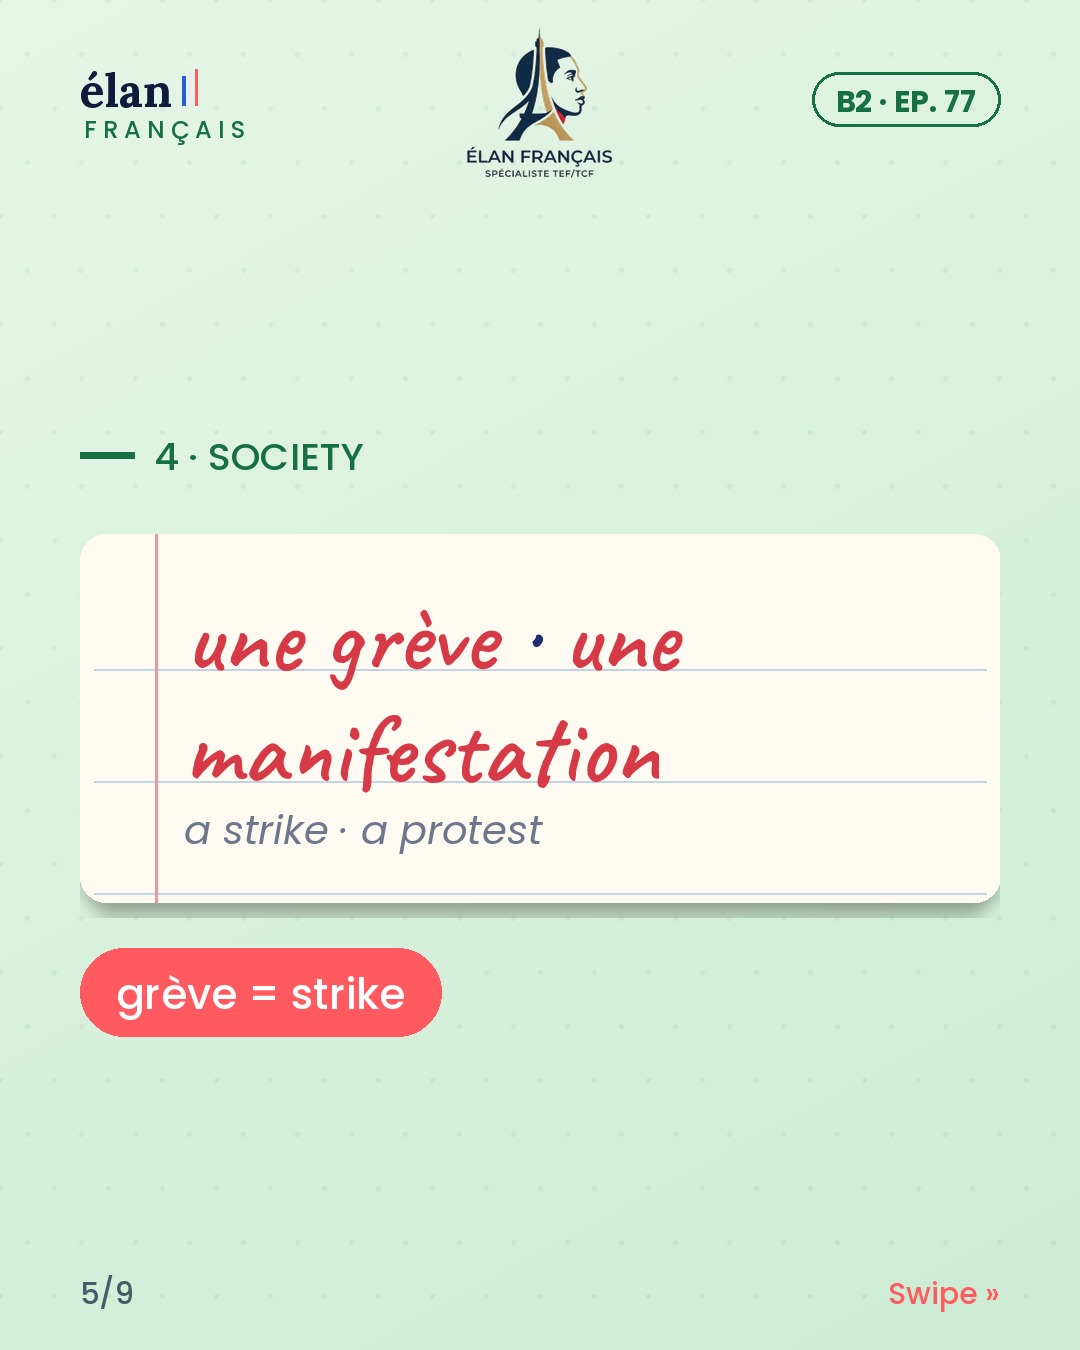 élan
FRANÇAIS
ÉLAN FRANÇAIS
SPÉCIALISTE TEF/TCF
B2 · EP. 77
4 · SOCIETY
une grève · une
manifestation
a strike · a protest
grève = strike
5/9
Swipe »